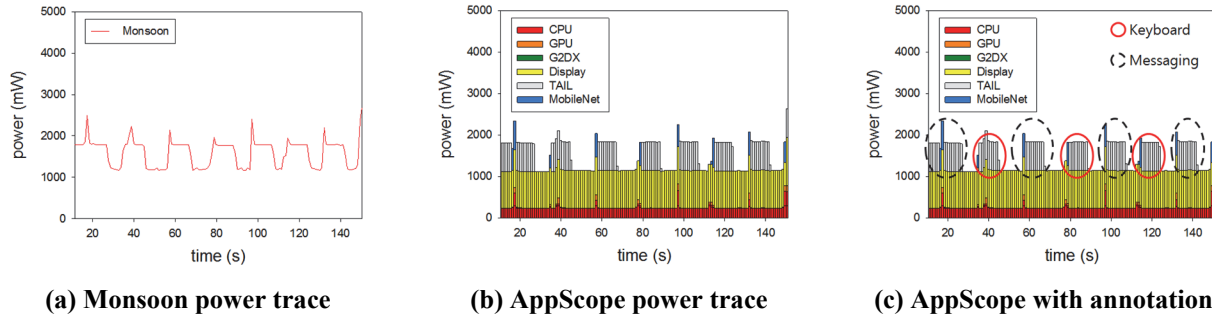 5000
4000
3000
2000
1000
0
power (mW)
Monsoon
20 40 60 80 100 120 140
time (s)
(a) Monsoon power trace
5000
4000
3000
2000
1000
0
power (mW)
CPU
GPU
G2DX
Display
TAIL
MobileNet
20 40 60 80 100 120 140
time (s)
(b) AppScope power trace
5000
4000
3000
2000
1000
0
power (mW)
CPU
GPU
G2DX
Display
TAIL
MobileNet
Keyboard
Messaging
20 40 60 80 100 120 140
time (s)
(c) AppScope with annotation